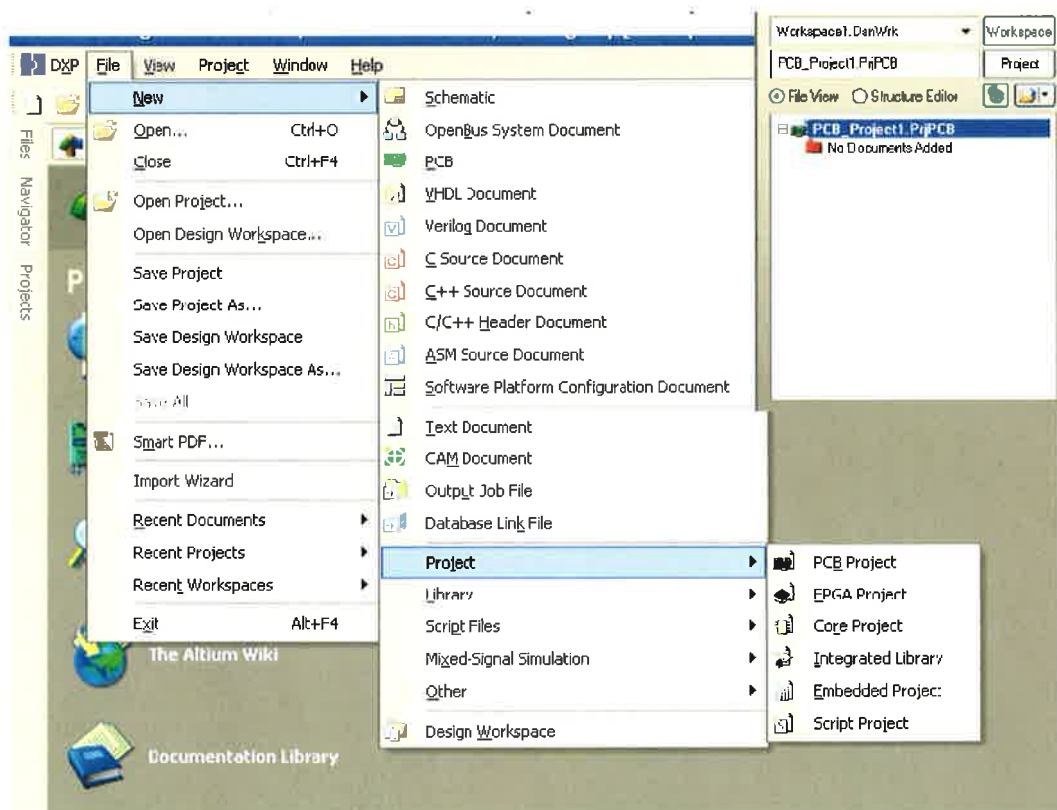 DXP File View Project Window Help
New
Open... Ctrl+O
Close Ctrl+F4
Open Project...
Open Design Workspace...
Save Project
Save Project As...
Save Design Workspace
Save Design Workspace As...
Save All
Smart PDF...
Import Wizard
Recent Documents
Recent Projects
Recent Workspaces
Exit Alt+F4
Files
Navigator
Projects
P
The Altium Wiki
Documentation Library
Schematic
OpenBus System Document
PCB
VHDL Document
Verilog Document
C Source Document
C++ Source Document
C/C++ Header Document
ASM Source Document
Software Platform Configuration Document
Text Document
CAM Document
Output Job File
Database Link File
Project
Library
Script Files
Mixed-Signal Simulation
Other
Design Workspace
PCB Project
FPGA Project
Core Project
Integrated Library
Embedded Project
Script Project
Workspace1.DsnWrk Workspace
PCB_Project1.PrjPCB Project
File View Structure Editor
PCB_Project1.PrjPCB
No Documents Added